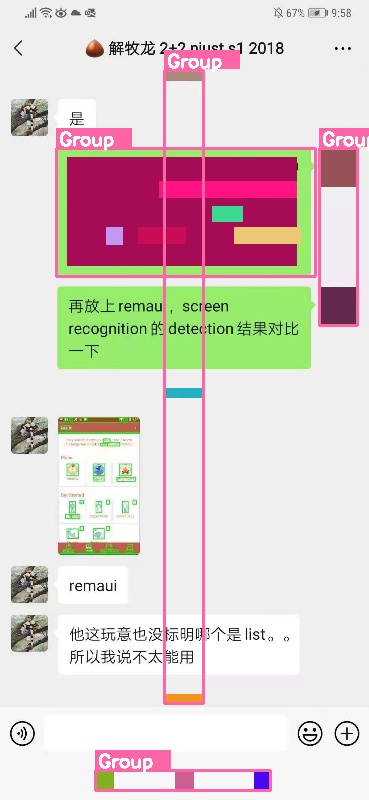 67% 9:58
解牧龙 2+2 njust s1 2018
Group
是
Group
Group
再放上 remaui，screen
recognition 的 detection 结果对比
一下
remaui
他这玩意也没标明哪个是 list。。
所以我说不太能用
Group